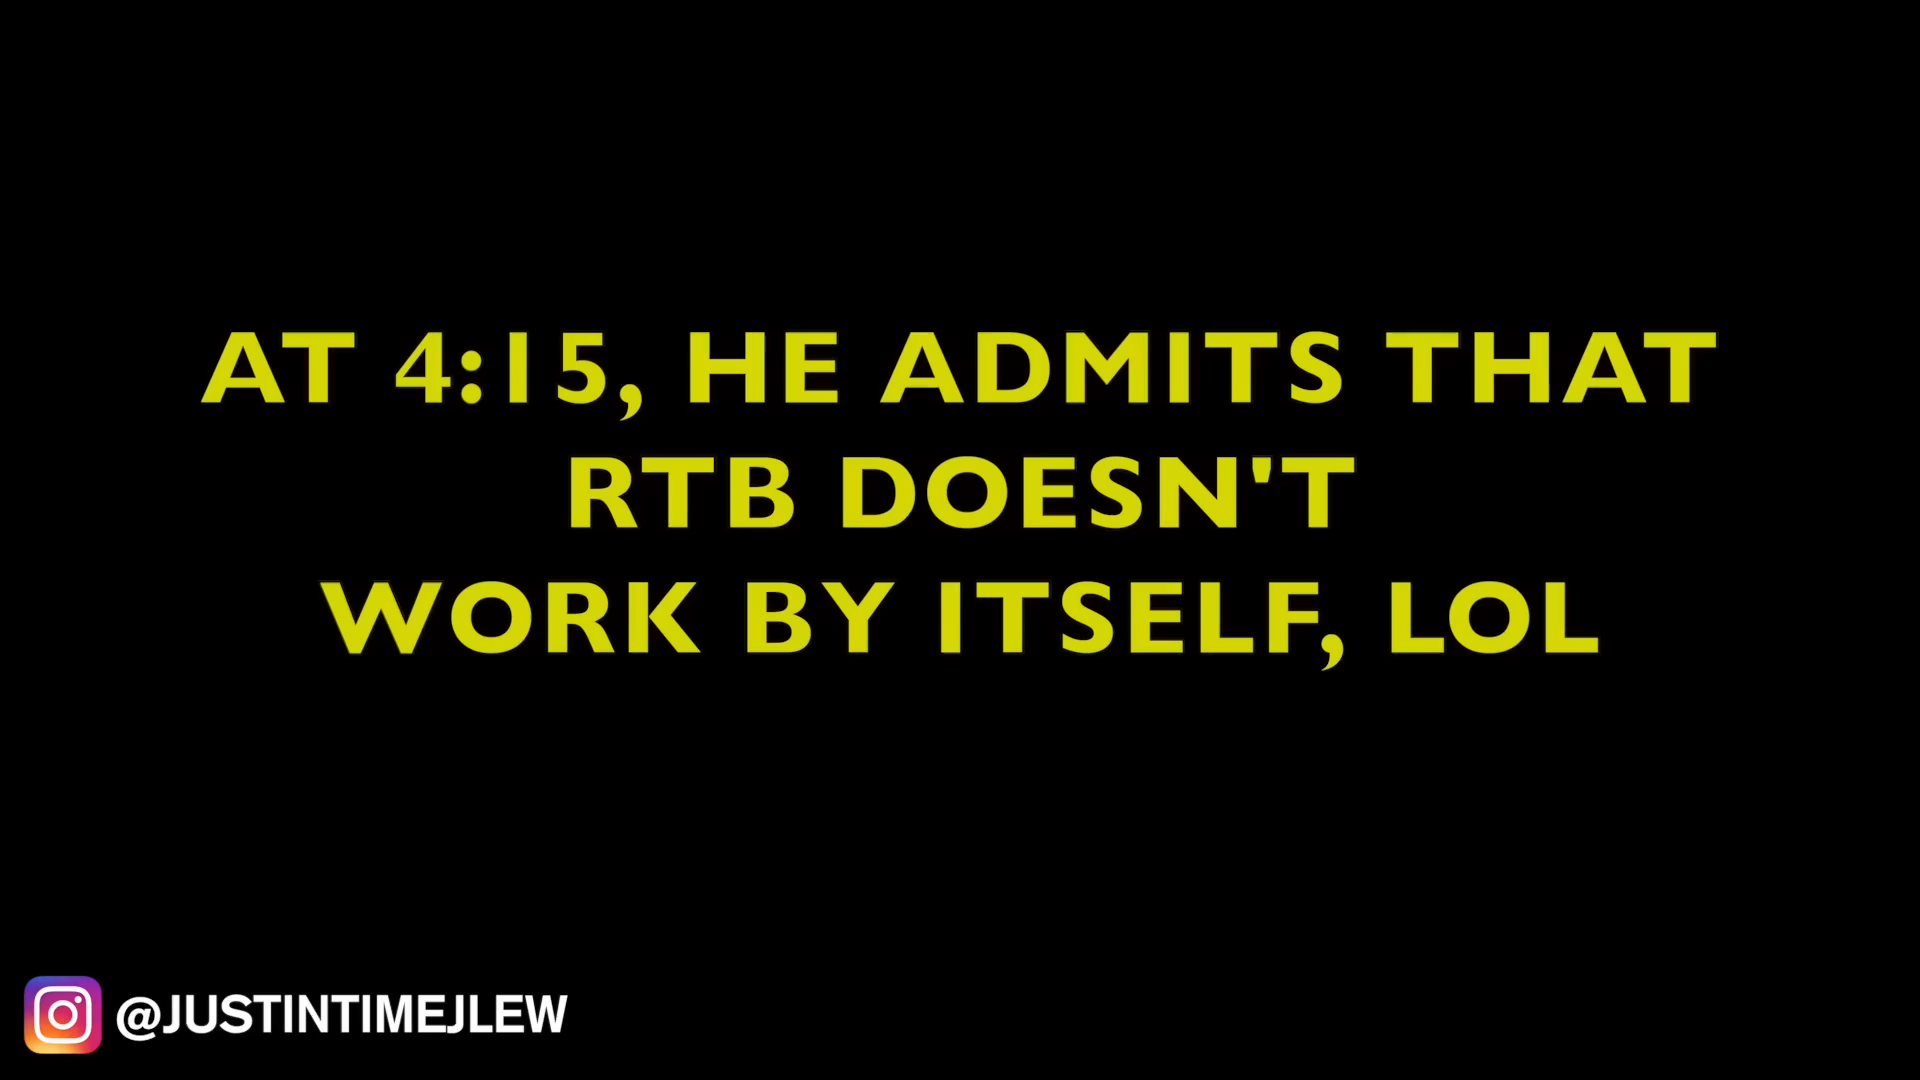 AT 4:15, HE ADMITS THAT
RTB DOESN'T
WORK BY ITSELF, LOL
@JUSTINTIMEJLEW